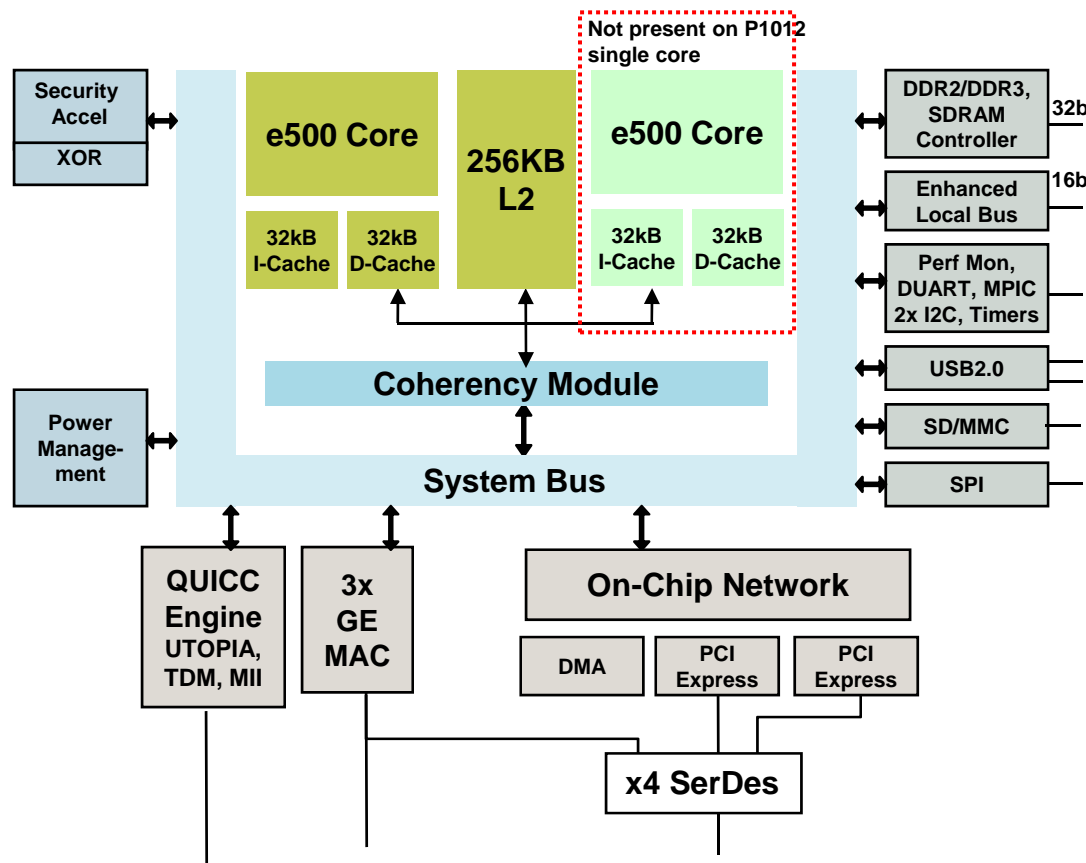 Not present on P1012
single core
Security
Accel
XOR
e500 Core
256KB
L2
e500 Core
DDR2/DDR3,
SDRAM
Controller
32b
32kB
I-Cache
32kB
D-Cache
32kB
I-Cache
32kB
D-Cache
16b
Enhanced
Local Bus
Perf Mon,
DUART, MPIC
2x I2C, Timers
Coherency Module
USB2.0
Power
Manage-
ment
SD/MMC
System Bus
SPI
QUICC
Engine
UTOPIA,
TDM, MII
3x
GE
MAC
On-Chip Network
DMA
PCI
Express
PCI
Express
x4 SerDes